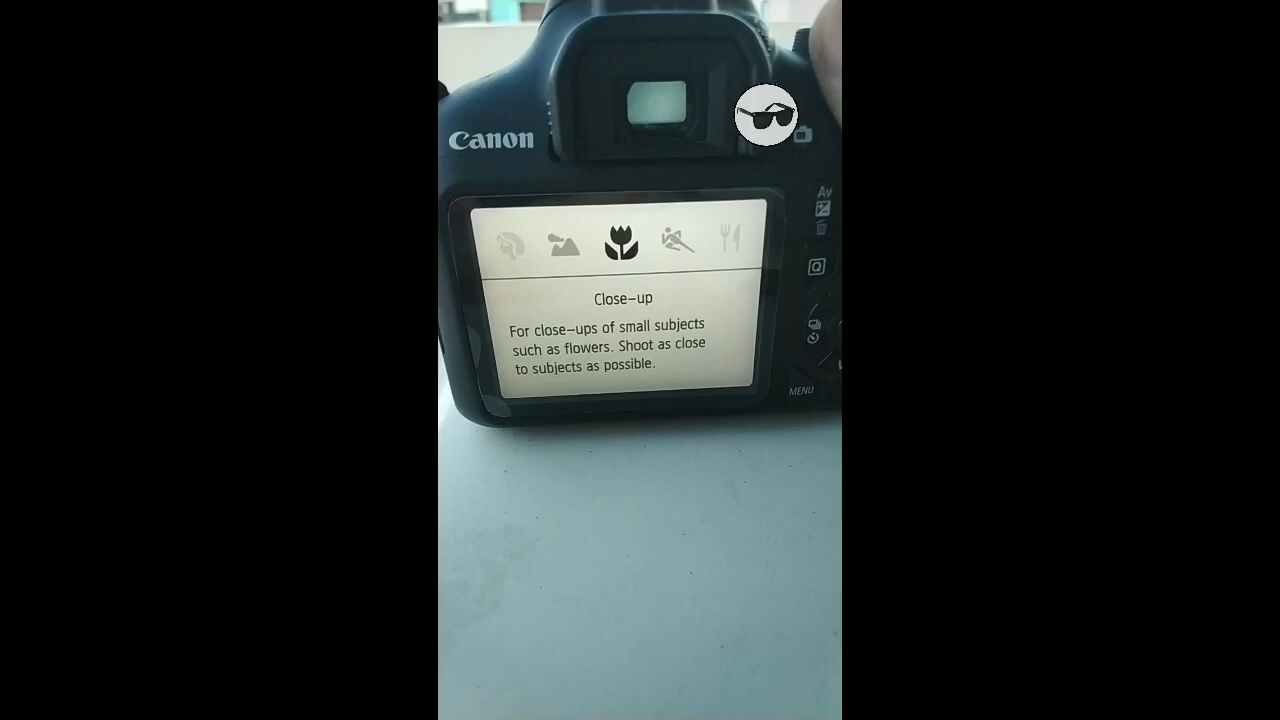 Canon
Av
Q
Close-up
For close-ups of small subjects
such as flowers. Shoot as close
to subjects as possible.
MENU